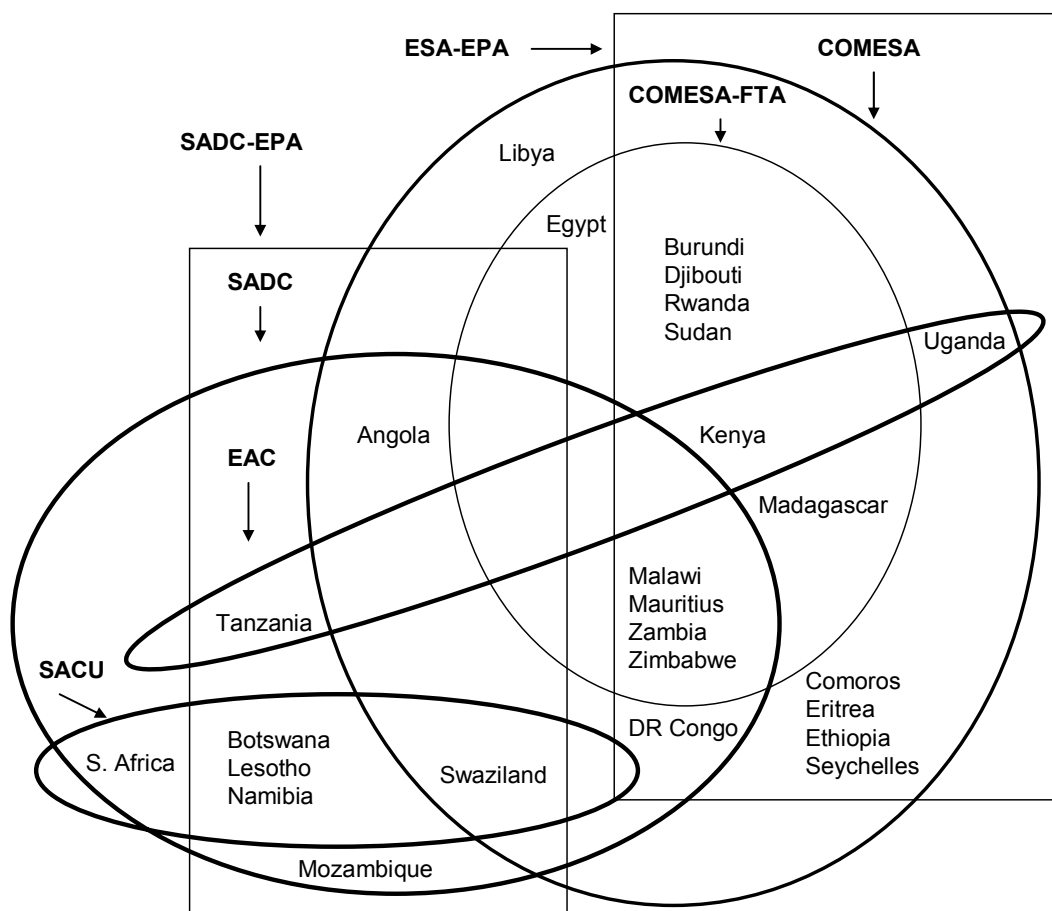 ESA-EPA
COMESA
COMESA-FTA
SADC-EPA
Libya
Egypt
Burundi
Djibouti
Rwanda
Sudan
SADC
Uganda
Angola
Kenya
EAC
Madagascar
Malawi
Mauritius
Zambia
Zimbabwe
Tanzania
SACU
Comoros
Eritrea
Ethiopia
Seychelles
DR Congo
S. Africa
Botswana
Lesotho
Namibia
Swaziland
Mozambique